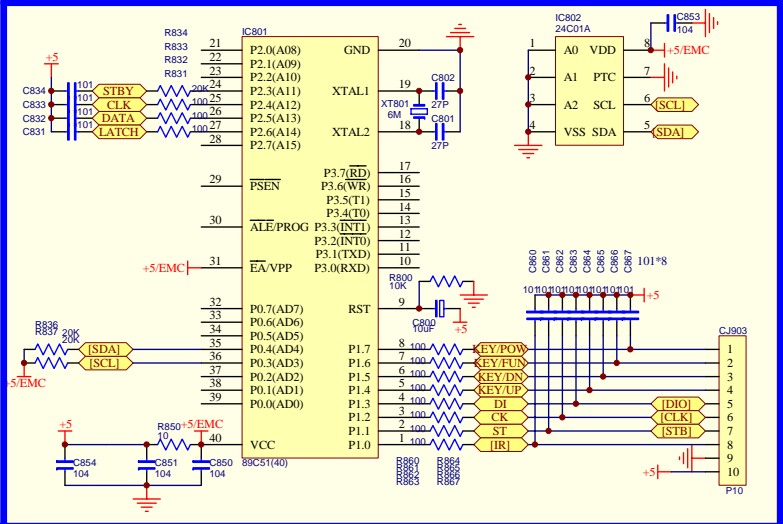 IC801
IC802
24C01A
C853
104
R834
R833
R832
R831
21 P2.0(A08)
22 P2.1(A09)
23 P2.2(A10)
24 P2.3(A11)
25 P2.4(A12)
26 P2.5(A13)
27 P2.6(A14)
28 P2.7(A15)
+5
C834 101 STBY 20K
C833 101 CLK 100
C832 101 DATA 100
C831 101 LATCH 100
GND 20
XTAL1 19
XTAL2 18
C802
27P
XT801
6M
C801
27P
1 A0 VDD 8 +5/EMC
2 A1 PTC 7
3 A2 SCL 6 [SCL]
4 VSS SDA 5 [SDA]
29 PSEN
30 ALE/PROG
+5/EMC 31 EA/VPP
P3.7(RD) 17
P3.6(WR) 16
P3.5(T1) 15
P3.4(T0) 14
P3.3(INT1) 13
P3.2(INT0) 12
P3.1(TXD) 11
P3.0(RXD) 10
R800
10K
RST 9
C800
10UF
+5
C860 C861 C862 C863 C864 C865 C866 C867
101*8
101 101 101 101 101 101 101 101
+5
32 P0.7(AD7)
33 P0.6(AD6)
34 P0.5(AD5)
35 P0.4(AD4)
36 P0.3(AD3)
37 P0.2(AD2)
38 P0.1(AD1)
39 P0.0(AD0)
R836 20K [SDA]
R837 20K [SCL]
+5/EMC
P1.7 8 100 KEY/POW
P1.6 7 100 KEY/FUN
P1.5 6 100 KEY/DN
P1.4 5 100 KEY/UP
P1.3 4 100 DI [DIO]
P1.2 3 100 CK [CLK]
P1.1 2 100 ST [STB]
P1.0 1 100 [IR]
CJ903
1
2
3
4
5
6
7
8
9
10
+5
P10
R860 R864
R861 R865
R862 R866
R863 R867
+5
R850
10
+5/EMC
40 VCC
89C51(40)
C854
104
C851
104
C850
104